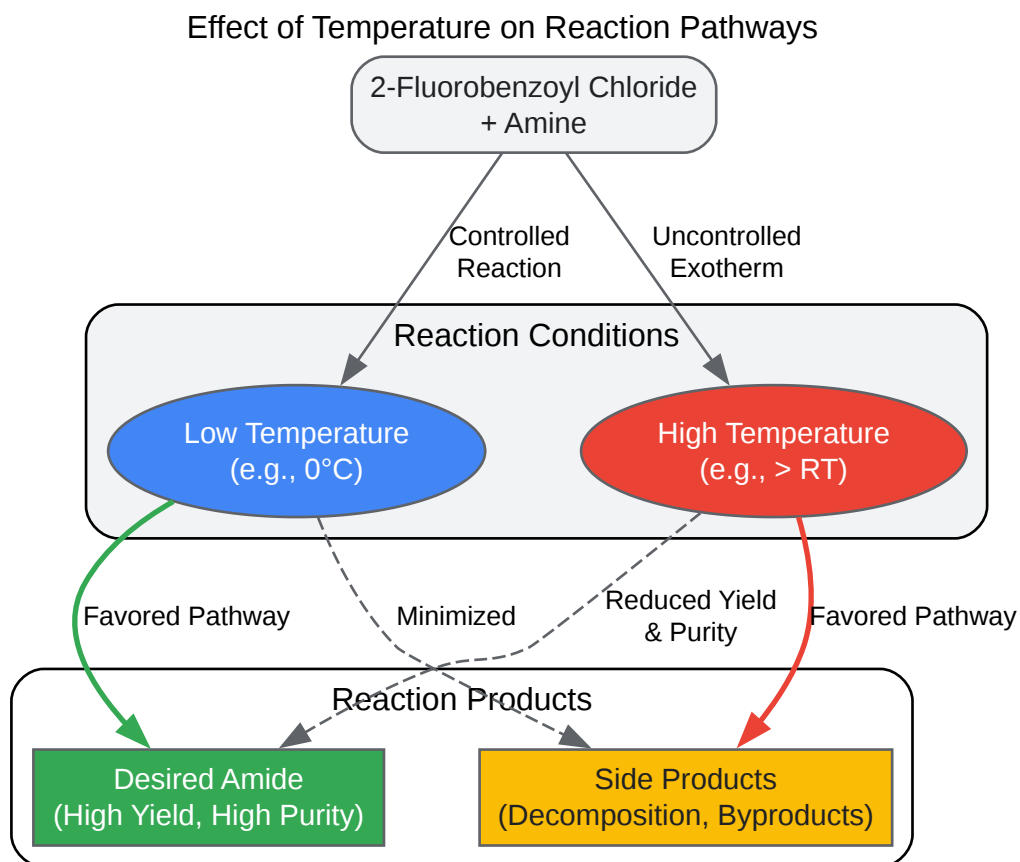 Effect of Temperature on Reaction Pathways
2-Fluorobenzoyl Chloride
+ Amine
Controlled
Reaction
Uncontrolled
Exotherm
Reaction Conditions
Low Temperature
(e.g., 0°C)
High Temperature
(e.g., > RT)
Favored Pathway
Minimized
Reduced Yield
& Purity
Favored Pathway
Reaction Products
Desired Amide
(High Yield, High Purity)
Side Products
(Decomposition, Byproducts)